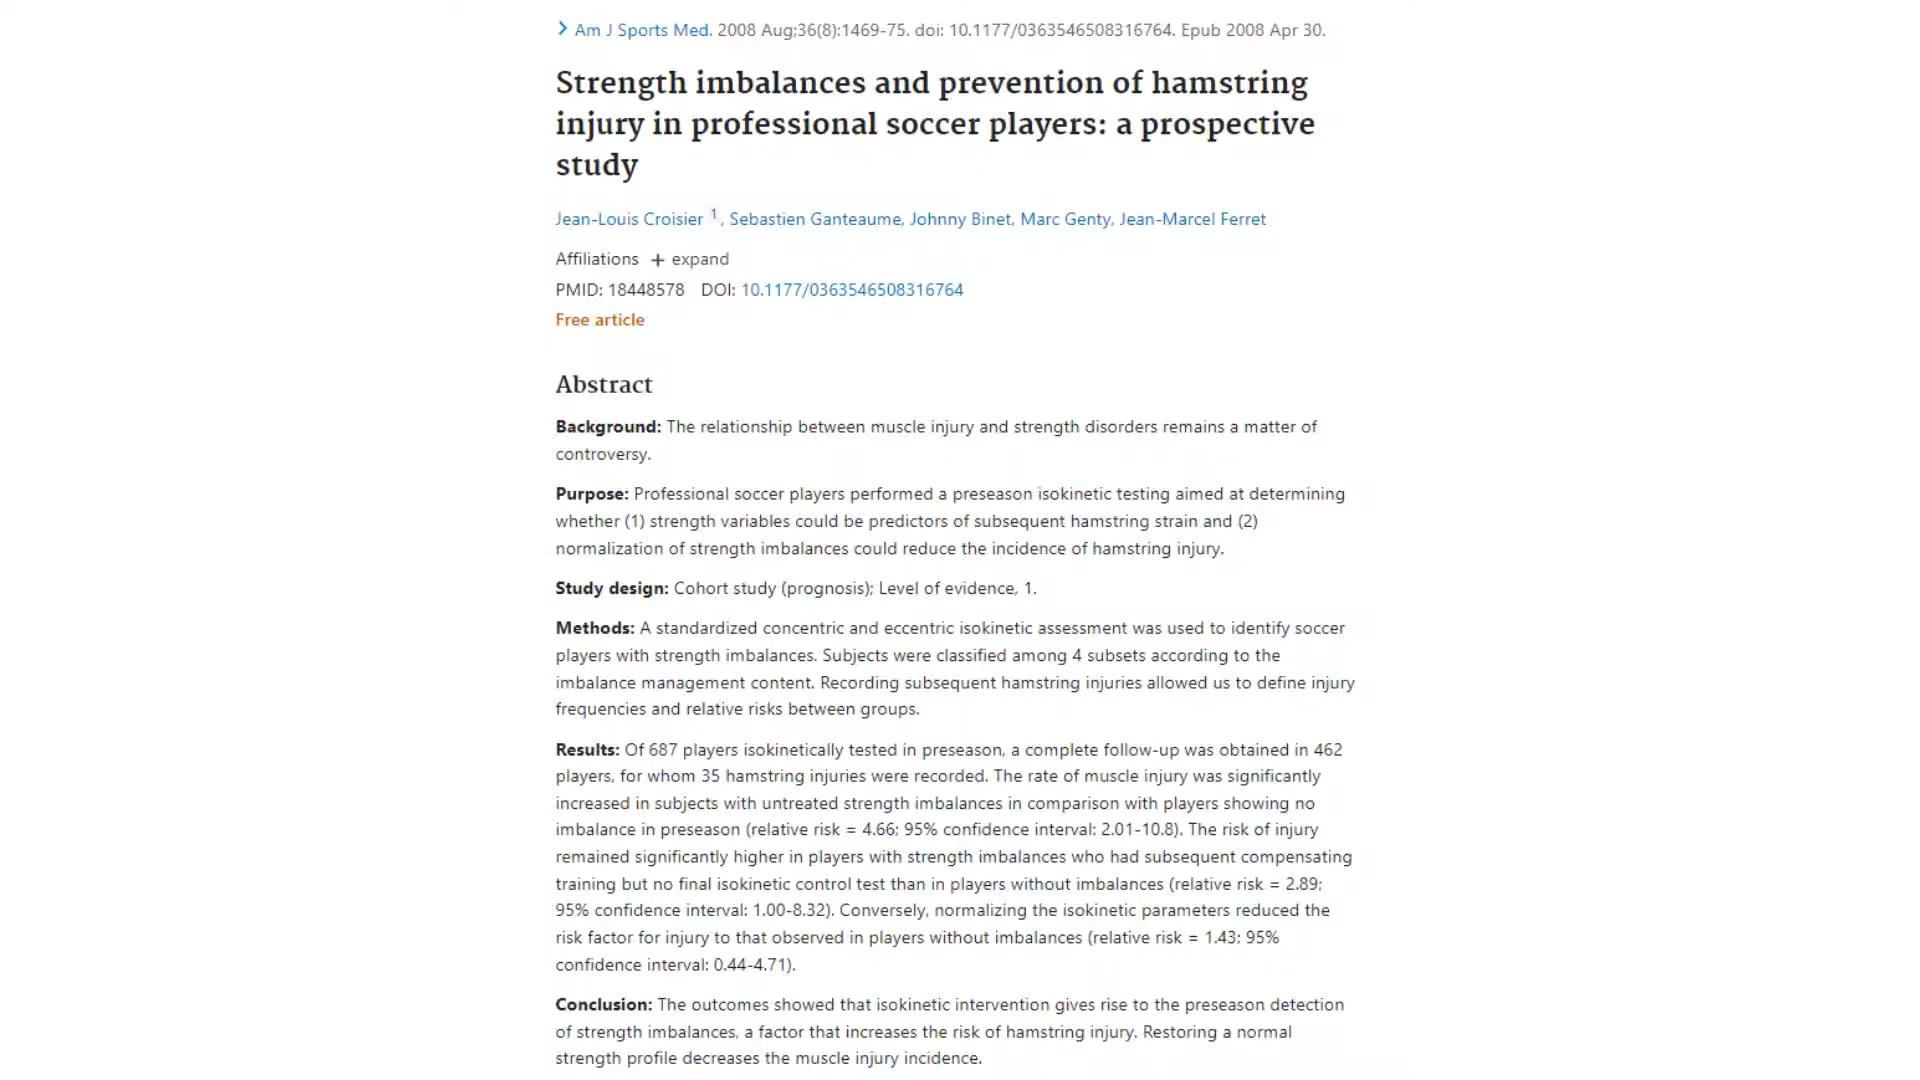 Am J Sports Med. 2008 Aug;36(8):1469-75. doi: 10.1177/0363546508316764. Epub 2008 Apr 30.
Strength imbalances and prevention of hamstring
injury in professional soccer players: a prospective
study
Jean-Louis Croisier 1, Sebastien Ganteaume, Johnny Binet, Marc Genty, Jean-Marcel Ferret
Affiliations + expand
PMID: 18448578 DOI: 10.1177/0363546508316764
Free article
Abstract
Background: The relationship between muscle injury and strength disorders remains a matter of
controversy.
Purpose: Professional soccer players performed a preseason isokinetic testing aimed at determining
whether (1) strength variables could be predictors of subsequent hamstring strain and (2)
normalization of strength imbalances could reduce the incidence of hamstring injury.
Study design: Cohort study (prognosis); Level of evidence, 1.
Methods: A standardized concentric and eccentric isokinetic assessment was used to identify soccer
players with strength imbalances. Subjects were classified among 4 subsets according to the
imbalance management content. Recording subsequent hamstring injuries allowed us to define injury
frequencies and relative risks between groups.
Results: Of 687 players isokinetically tested in preseason, a complete follow-up was obtained in 462
players, for whom 35 hamstring injuries were recorded. The rate of muscle injury was significantly
increased in subjects with untreated strength imbalances in comparison with players showing no
imbalance in preseason (relative risk = 4.66; 95% confidence interval: 2.01-10.8). The risk of injury
remained significantly higher in players with strength imbalances who had subsequent compensating
training but no final isokinetic control test than in players without imbalances (relative risk = 2.89;
95% confidence interval: 1.00-8.32). Conversely, normalizing the isokinetic parameters reduced the
risk factor for injury to that observed in players without imbalances (relative risk = 1.43; 95%
confidence interval: 0.44-4.71).
Conclusion: The outcomes showed that isokinetic intervention gives rise to the preseason detection
of strength imbalances, a factor that increases the risk of hamstring injury. Restoring a normal
strength profile decreases the muscle injury incidence.